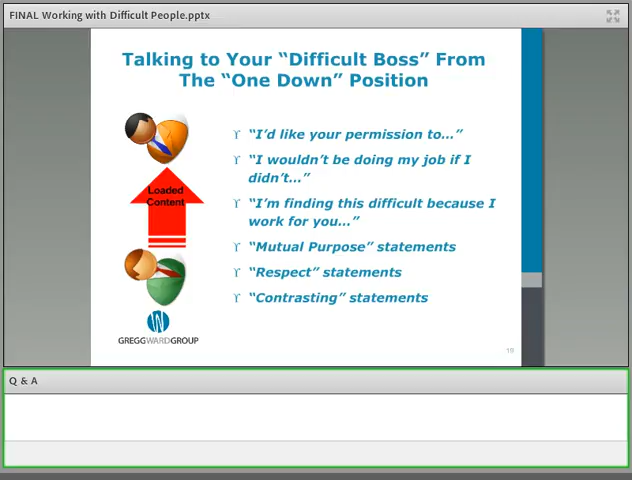 FINAL Working with Difficult People.pptx
Talking to Your “Difficult Boss” From
The “One Down” Position
“I’d like your permission to…”
“I wouldn’t be doing my job if I
didn’t…”
“I’m finding this difficult because I
work for you…”
“Mutual Purpose” statements
“Respect” statements
“Contrasting” statements
Loaded
Content
GREGGWARDGROUP
Q & A